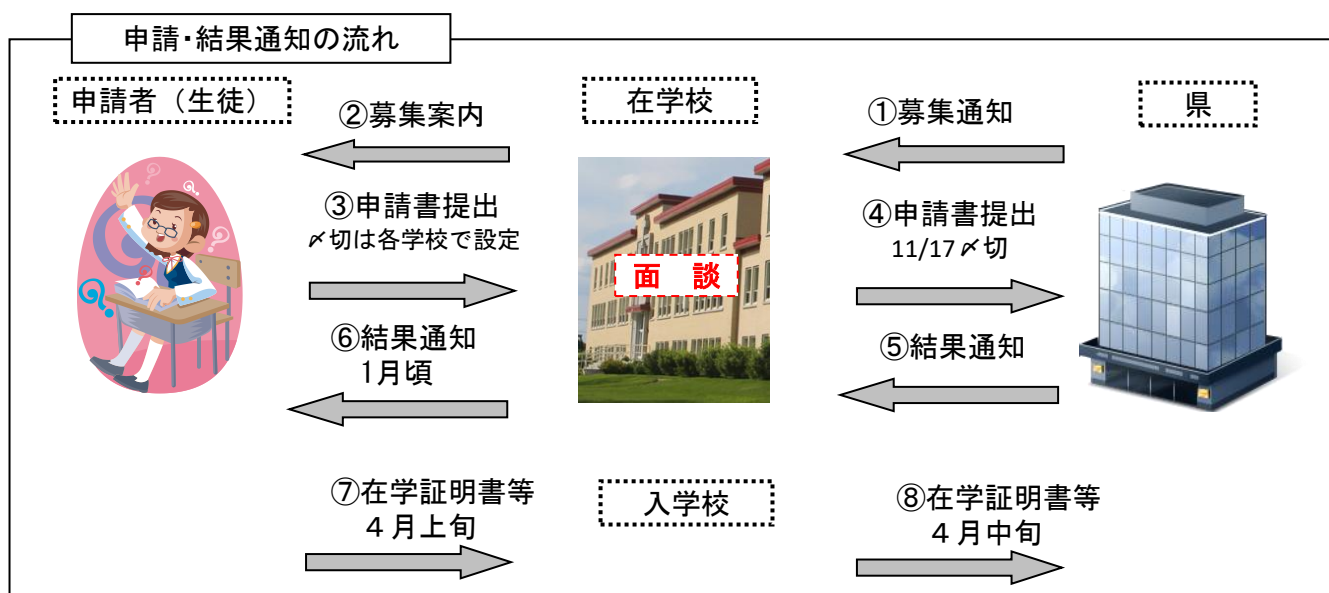 申請・結果通知の流れ
申請者（生徒）
在学校
県
②募集案内
①募集通知
③申請書提出
〆切は各学校で設定
④申請書提出
11/17〆切
面　談
⑥結果通知
1月頃
⑤結果通知
⑦在学証明書等
４月上旬
入学校
⑧在学証明書等
４月中旬